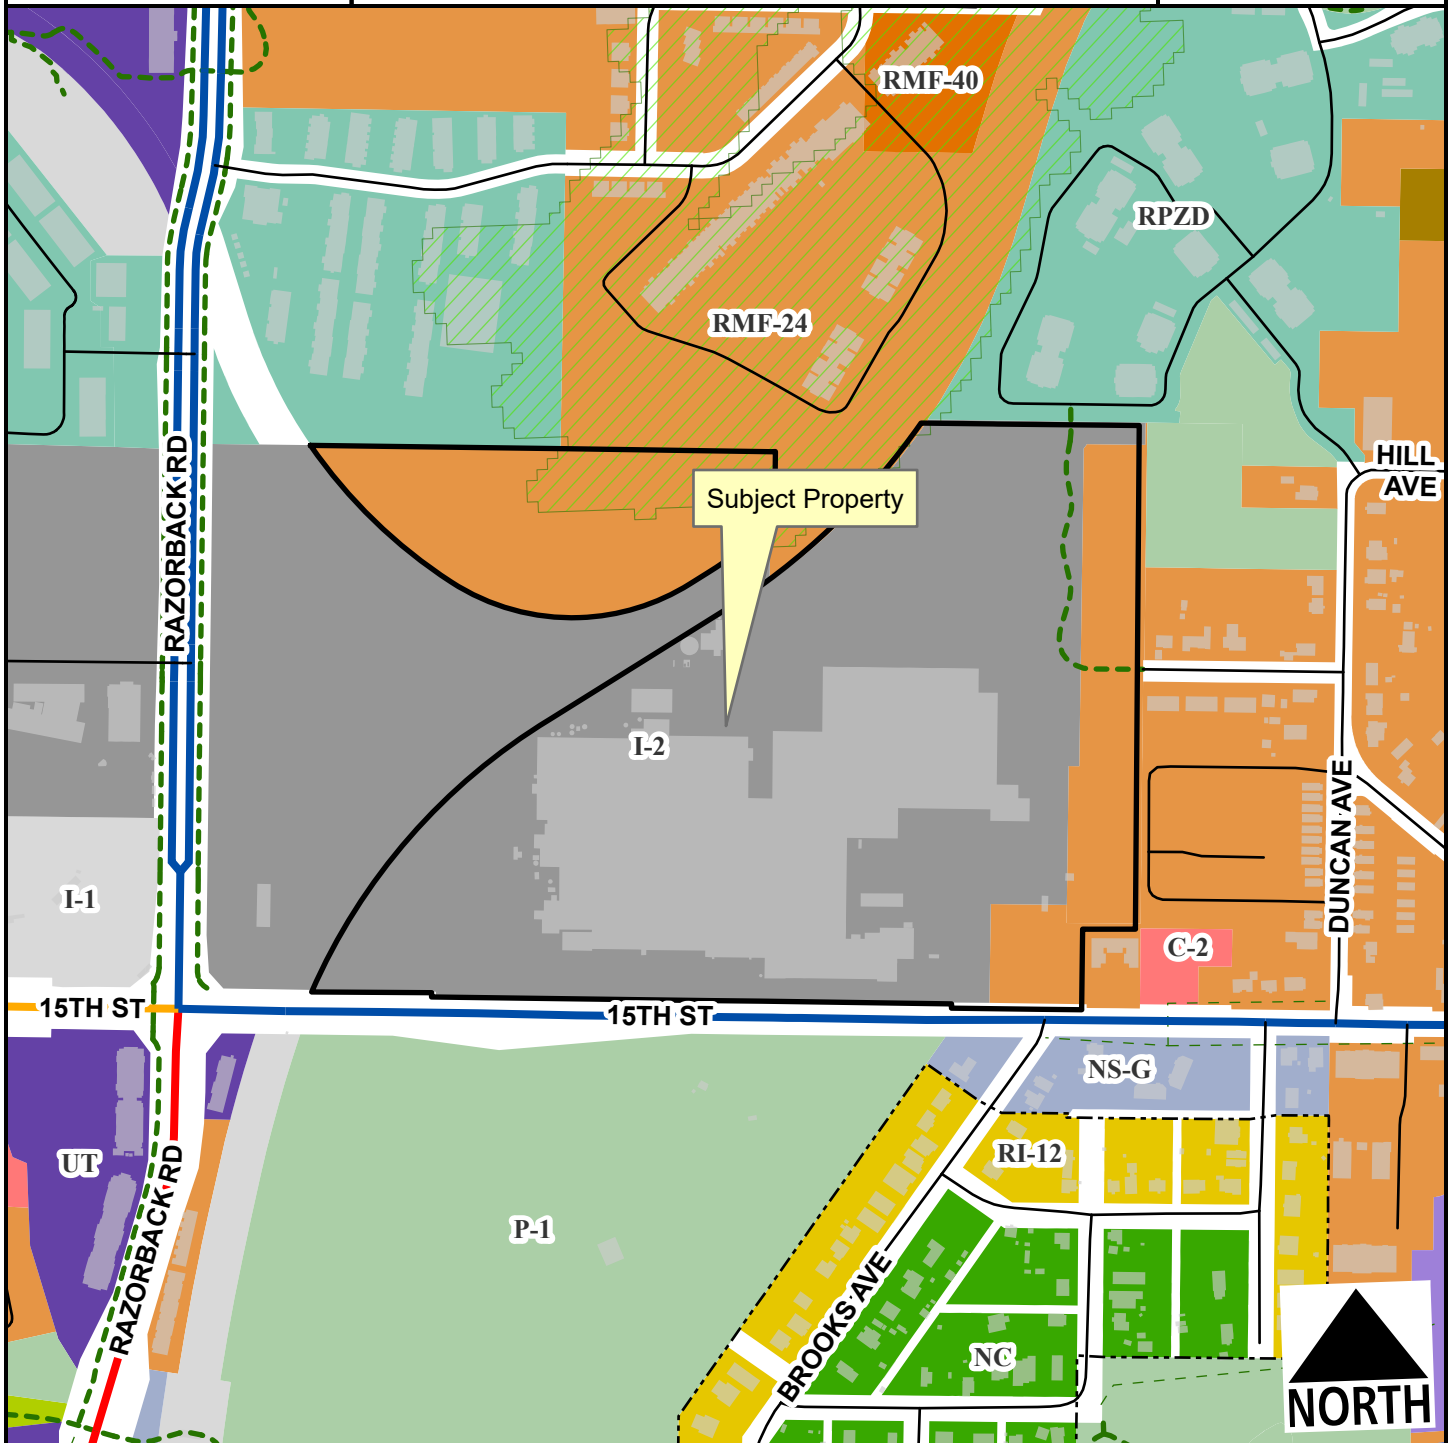 RMF-40
RPZD
RMF-24
HILL
AVE
Subject Property
RAZORBACK RD
I-2
DUNCAN AVE
I-1
C-2
15TH ST
15TH ST
NS-G
RI-12
UT
RAZORBACK RD
P-1
BROOKS AVE
NC
NORTH